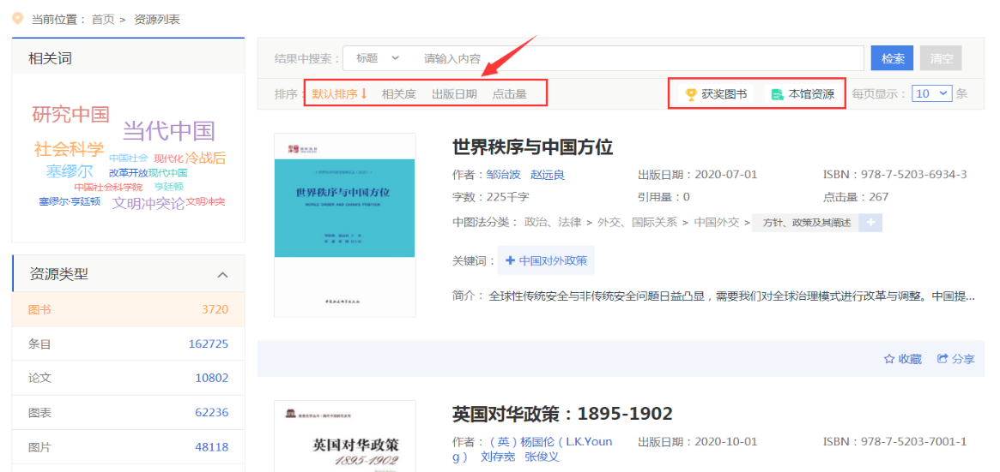 当前位置： 首页 > 资源列表
相关词
研究中国
当代中国
社会科学
中国社会 现代化 冷战后
塞缪尔 改革开放 现代中国
中国社会科学院 亨廷顿
塞缪尔·亨廷顿 文明冲突论 文明冲突
资源类型
图书 3720
条目 162725
论文 10802
图表 62236
图片 48118
结果中搜索： 标题 请输入内容 检索 清空
排序： 默认排序↓ 相关度 出版日期 点击量 获奖图书 本馆资源 每页显示： 10 条
世界秩序与中国方位
WORLD ORDER AND CHINA'S POSITION
世界秩序与中国方位
作者：邹治波 赵远良 出版日期：2020-07-01 ISBN：978-7-5203-6934-3
字数：225千字 引用量：0 点击量：267
中图法分类： 政治、法律 > 外交、国际关系 > 中国外交 > 方针、政策及其阐述 +
关键词： + 中国对外政策
简介： 全球性传统安全与非传统安全问题日益凸显，需要我们对全球治理模式进行改革与调整。中国提...
收藏 分享
英国对华政策
1895-1902
英国对华政策：1895-1902
作者：（英）杨国伦（L.K.Youn
g） 刘存宽 张俊义 出版日期：2020-10-01 ISBN：978-7-5203-7001-1